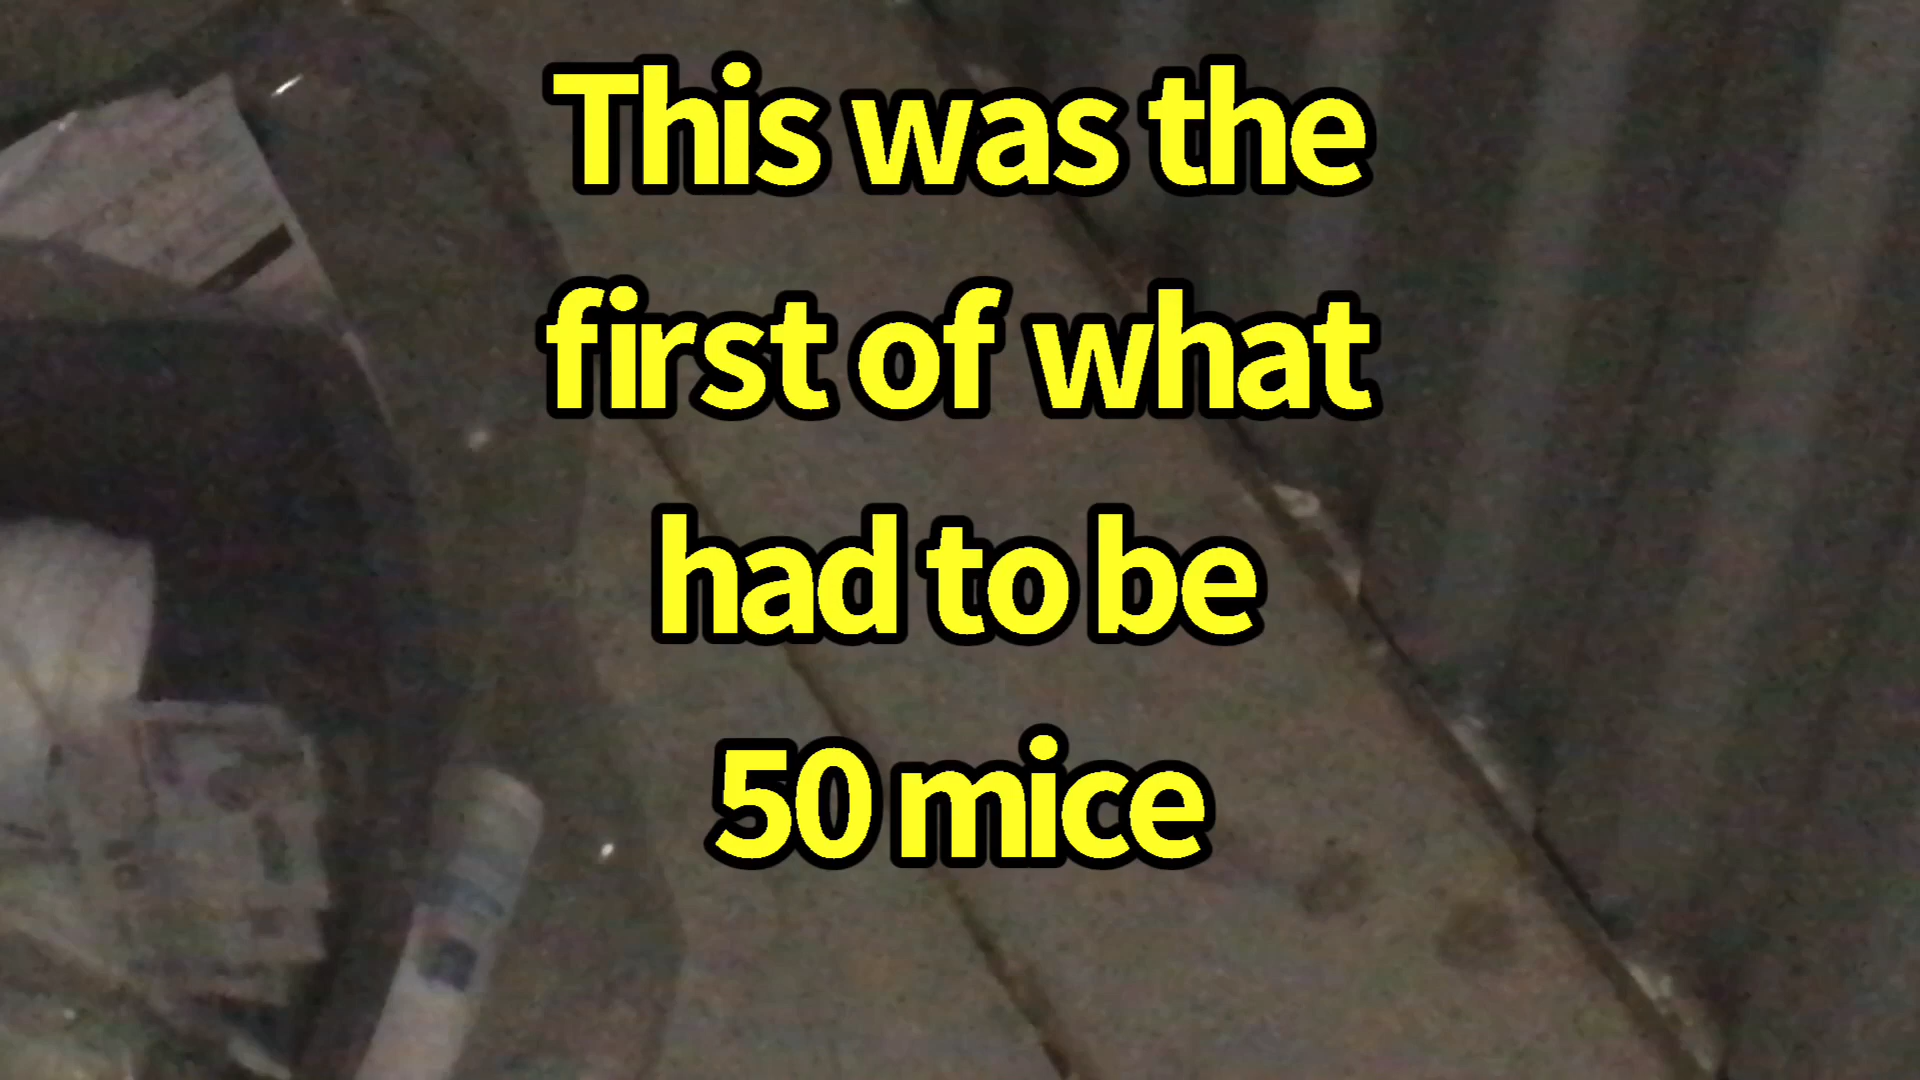 This was the
first of what
had to be
50 mice